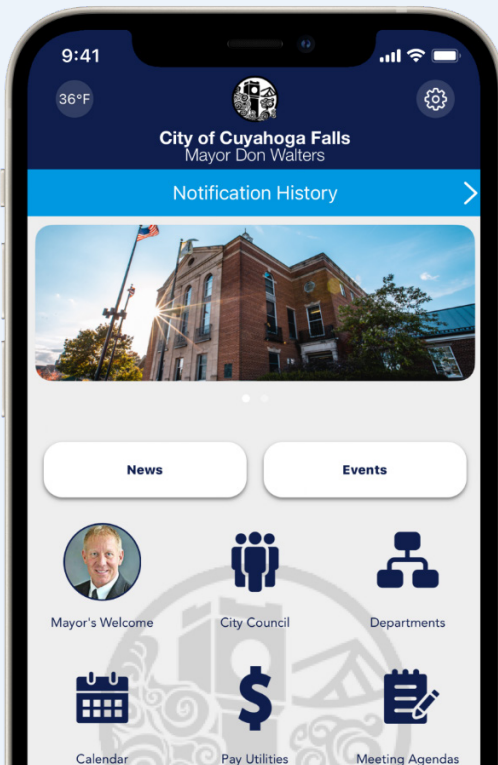 9:41
36°F
City of Cuyahoga Falls
Mayor Don Walters
Notification History
News
Events
Mayor's Welcome
City Council
Departments
Calendar
Pay Utilities
Meeting Agendas